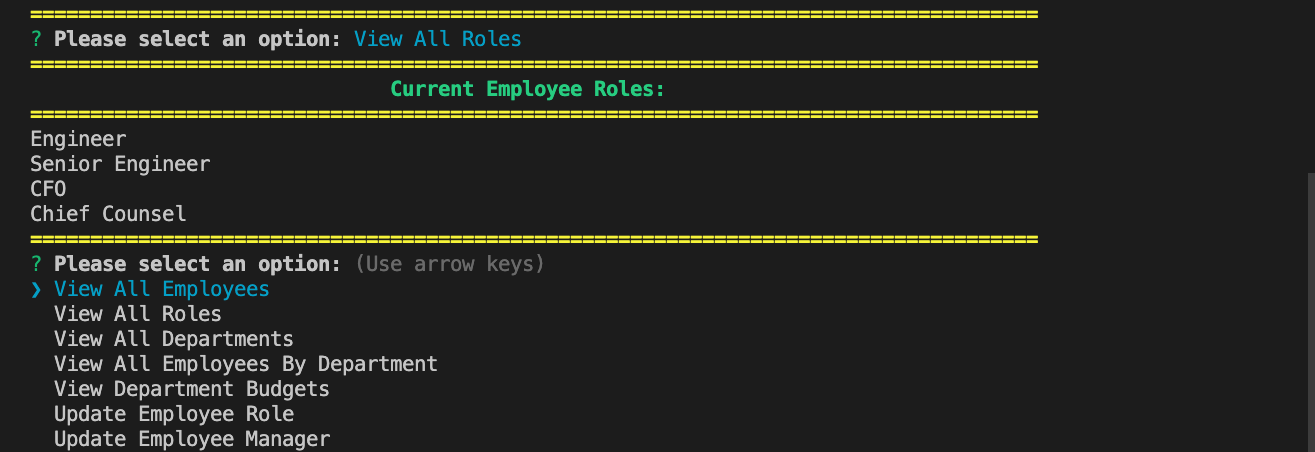 ====================================================================================
? Please select an option: View All Roles
====================================================================================
Current Employee Roles:
====================================================================================
Engineer
Senior Engineer
CFO
Chief Counsel
====================================================================================
? Please select an option: (Use arrow keys)
❯ View All Employees
View All Roles
View All Departments
View All Employees By Department
View Department Budgets
Update Employee Role
Update Employee Manager